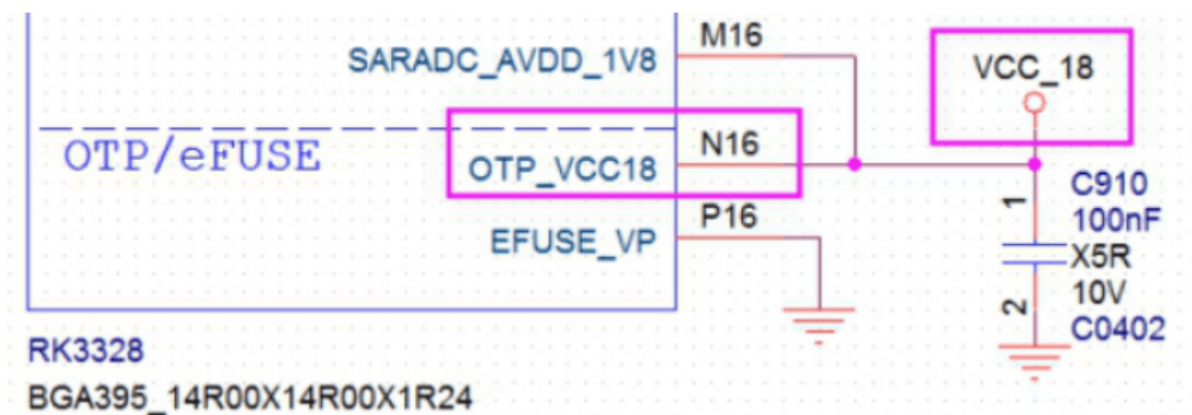 SARADC_AVDD_1V8
M16
VCC_18
OTP/eFUSE
OTP_VCC18
N16
EFUSE_VP
P16
1
C910
100nF
X5R
10V
2
C0402
RK3328
BGA395_14R00X14R00X1R24